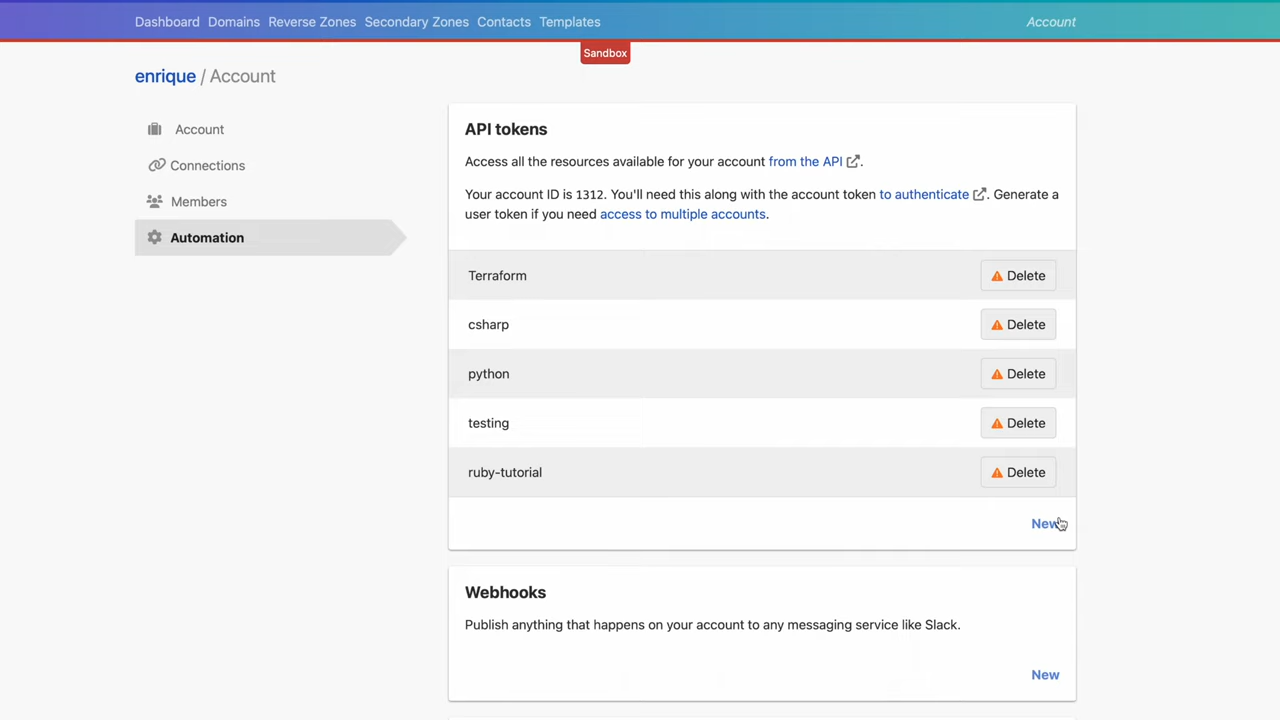 Dashboard Domains Reverse Zones Secondary Zones Contacts Templates Account
Sandbox
enrique / Account
Account
Connections
Members
Automation
API tokens
Access all the resources available for your account from the API.
Your account ID is 1312. You'll need this along with the account token to authenticate. Generate a
user token if you need access to multiple accounts.
Terraform Delete
csharp Delete
python Delete
testing Delete
ruby-tutorial Delete
New
Webhooks
Publish anything that happens on your account to any messaging service like Slack.
New